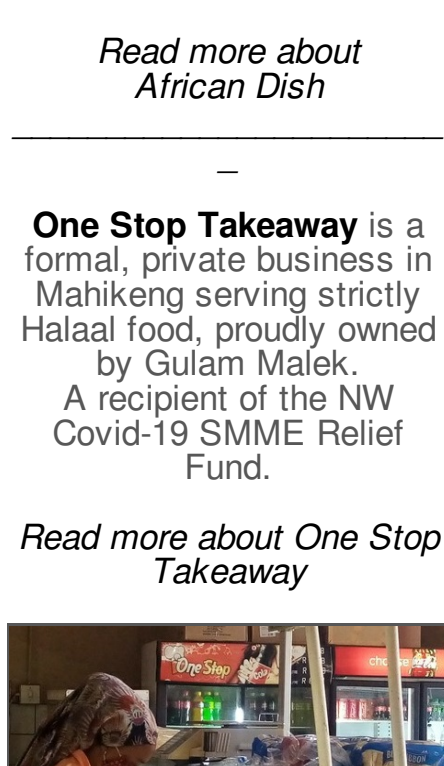 Read more about
African Dish
_______________________
_
One Stop Takeaway is a
formal, private business in
Mahikeng serving strictly
Halaal food, proudly owned
by Gulam Malek.
A recipient of the NW
Covid-19 SMME Relief
Fund.
Read more about One Stop
Takeaway
One Stop